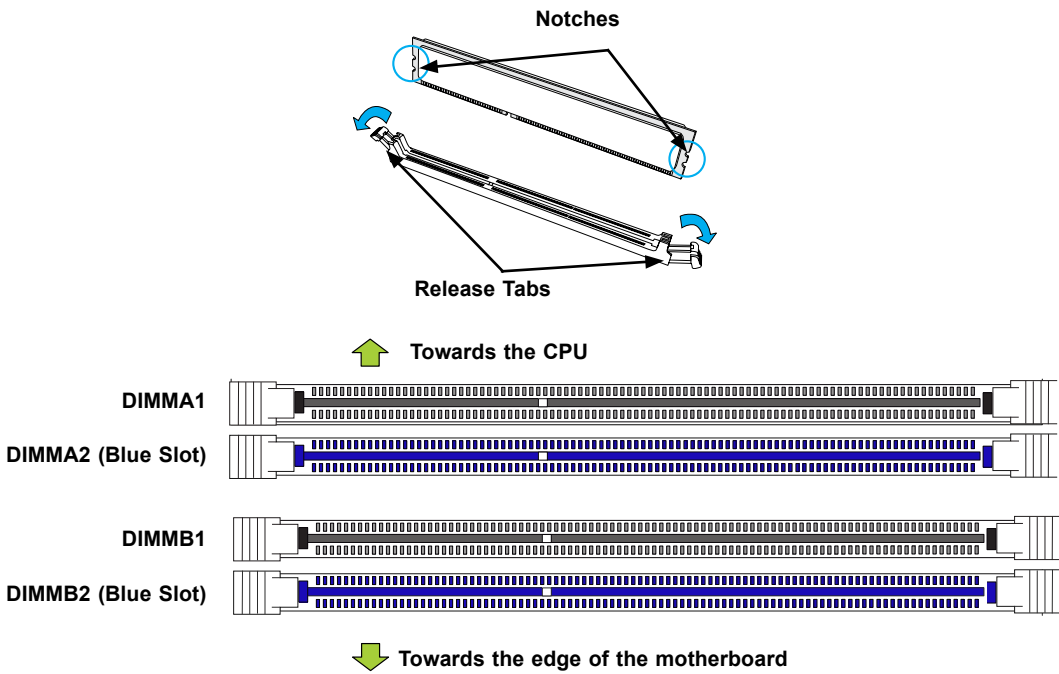 Notches
Release Tabs
Towards the CPU
DIMMA1
DIMMA2 (Blue Slot)
DIMMB1
DIMMB2 (Blue Slot)
Towards the edge of the motherboard